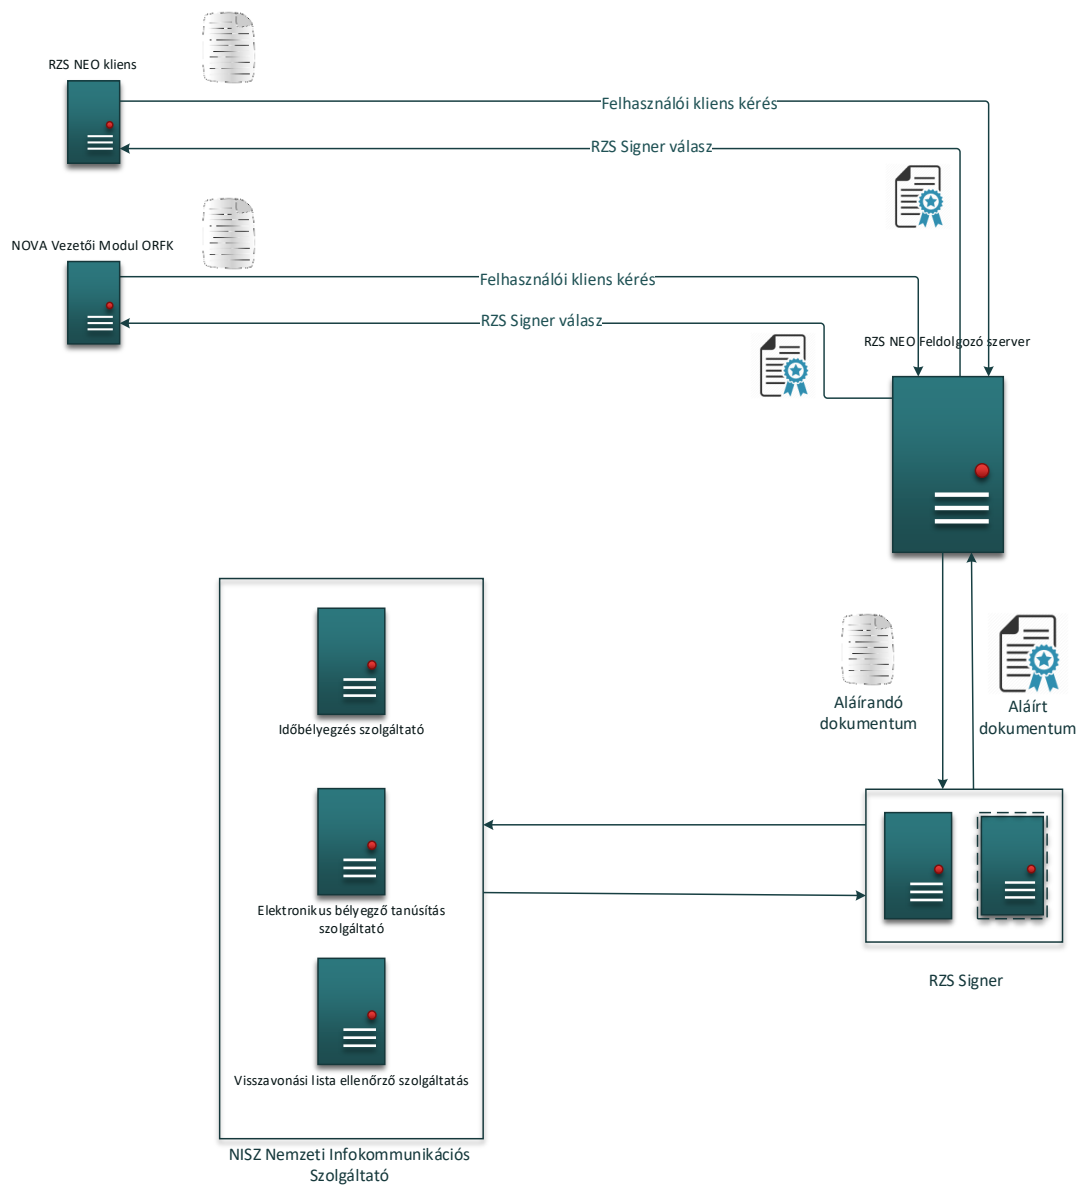 RZS NEO kliens
Felhasználói kliens kérés
RZS Signer válasz
NOVA Vezetői Modul ORFK
Felhasználói kliens kérés
RZS Signer válasz
RZS NEO Feldolgozó szerver
Aláírandó
dokumentum
Aláírt
dokumentum
Időbélyegzés szolgáltató
Elektronikus bélyegző tanúsítás
szolgáltató
RZS Signer
Visszavonási lista ellenőrző szolgáltatás
NISZ Nemzeti Infokommunikációs
Szolgáltató